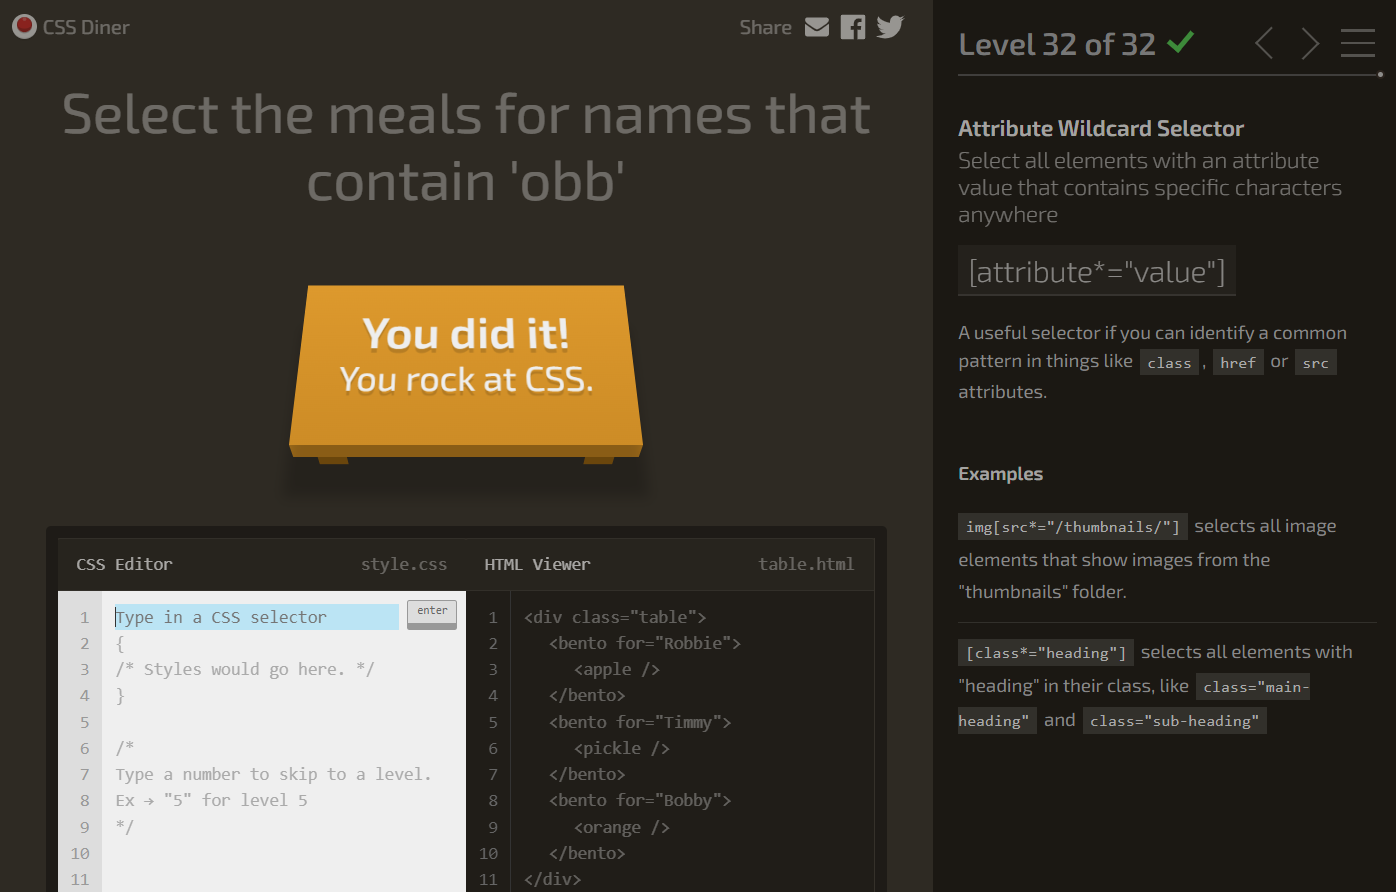 CSS Diner
Share
Select the meals for names that
contain 'obb'
You did it!
You rock at CSS.
CSS Editor
style.css
1 Type in a CSS selector
enter
2 {
3 /* Styles would go here. */
4 }
5
6 /*
7 Type a number to skip to a level.
8 Ex → "5" for level 5
9 */
10
11
HTML Viewer
table.html
1 <div class="table">
2 <bento for="Robbie">
3 <apple />
4 </bento>
5 <bento for="Timmy">
6 <pickle />
7 </bento>
8 <bento for="Bobby">
9 <orange />
10 </bento>
11 </div>
Level 32 of 32
Attribute Wildcard Selector
Select all elements with an attribute
value that contains specific characters
anywhere
[attribute*="value"]
A useful selector if you can identify a common
pattern in things like class , href or src
attributes.
Examples
img[src*="/thumbnails/"] selects all image
elements that show images from the
"thumbnails" folder.
[class*="heading"] selects all elements with
"heading" in their class, like class="main-
heading" and class="sub-heading"